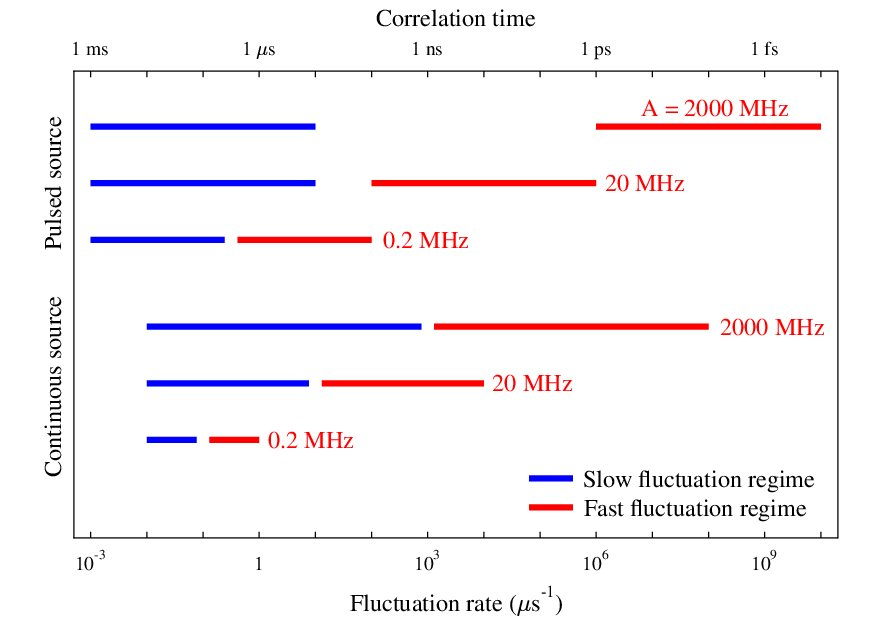 Correlation time
1 ms 1 μs 1 ns 1 ps 1 fs
Pulsed source
A = 2000 MHz
20 MHz
0.2 MHz
Continuous source
2000 MHz
20 MHz
0.2 MHz
Slow fluctuation regime
Fast fluctuation regime
10⁻³ 1 10³ 10⁶ 10⁹
Fluctuation rate (μs⁻¹)